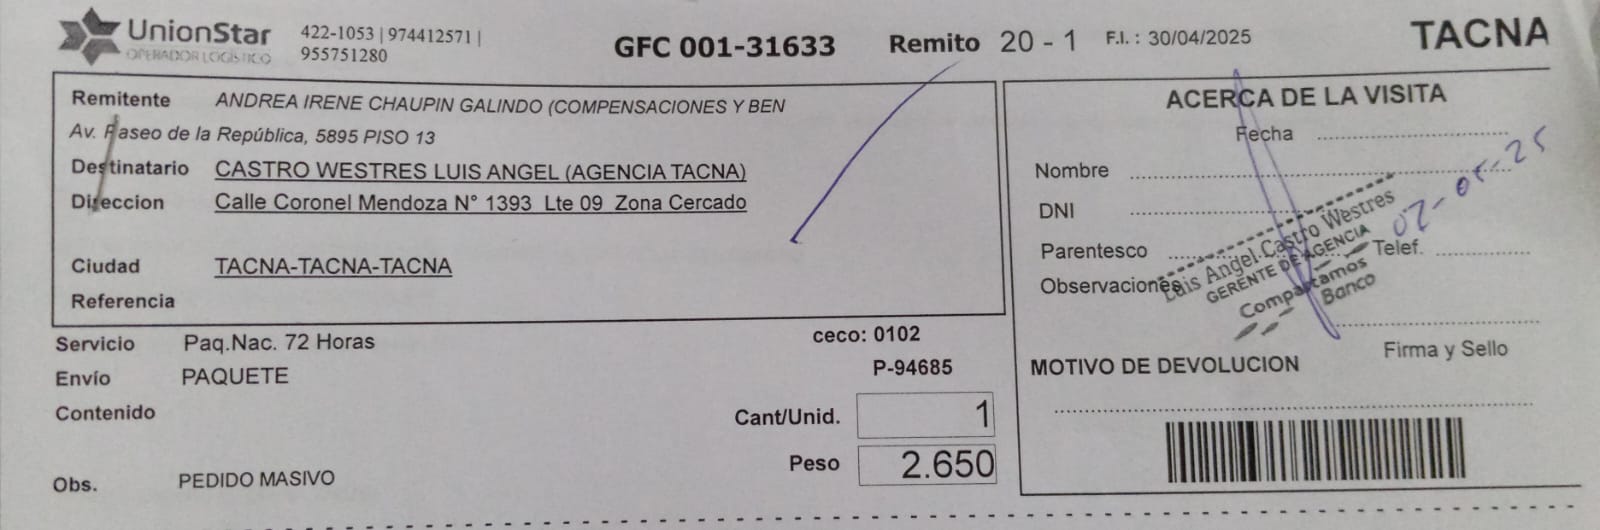 UnionStar
OPERADOR LOGÍSTICO
422-1053 | 974412571 |
955751280
GFC 001-31633
Remito 20 - 1
F.I. : 30/04/2025
TACNA
Remitente ANDREA IRENE CHAUPIN GALINDO (COMPENSACIONES Y BEN
Av. Paseo de la República, 5895 PISO 13
Destinatario CASTRO WESTRES LUIS ANGEL (AGENCIA TACNA)
Direccion Calle Coronel Mendoza N° 1393 Lte 09 Zona Cercado
Ciudad TACNA-TACNA-TACNA
Referencia
Servicio Paq.Nac. 72 Horas
ceco: 0102
Envío PAQUETE
P-94685
Contenido
Cant/Unid. 1
Peso 2.650
Obs. PEDIDO MASIVO
ACERCA DE LA VISITA
Fecha
Nombre
DNI
Parentesco
Telef.
Observaciones
02-05-25
Luis Angel Castro Westres
GERENTE DE AGENCIA
Compartamos
Banco
Firma y Sello
MOTIVO DE DEVOLUCION